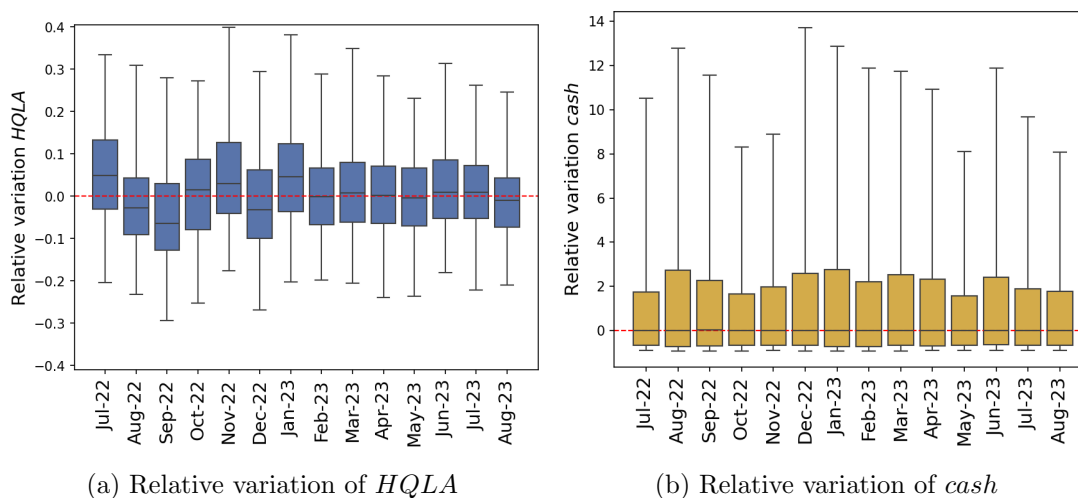 Relative variation HQLA
0.4
0.3
0.2
0.1
0.0
−0.1
−0.2
−0.3
−0.4
Jul-22
Aug-22
Sep-22
Oct-22
Nov-22
Dec-22
Jan-23
Feb-23
Mar-23
Apr-23
May-23
Jun-23
Jul-23
Aug-23
(a) Relative variation of HQLA
Relative variation cash
14
12
10
8
6
4
2
0
Jul-22
Aug-22
Sep-22
Oct-22
Nov-22
Dec-22
Jan-23
Feb-23
Mar-23
Apr-23
May-23
Jun-23
Jul-23
Aug-23
(b) Relative variation of cash